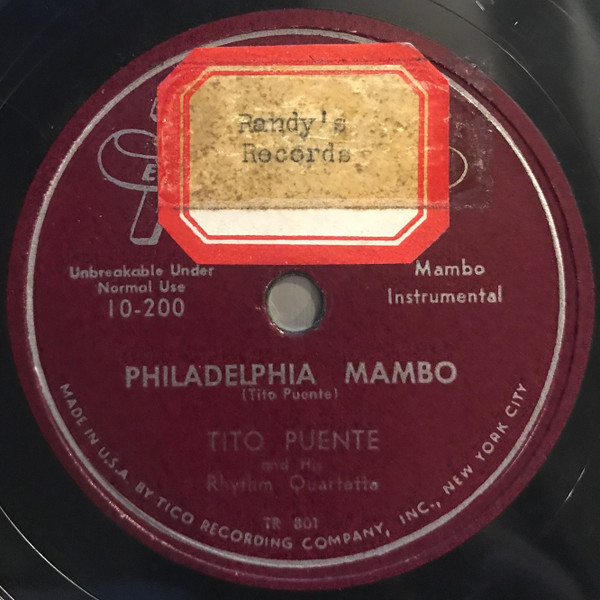 Randy's
Records
E
Unbreakable Under
Normal Use
10-200
Mambo
Instrumental
PHILADELPHIA MAMBO
(Tito Puente)
TITO PUENTE
and His
Rhythm Quartette
TR 801
MADE IN U.S.A. BY TICO RECORDING COMPANY, INC., NEW YORK CITY